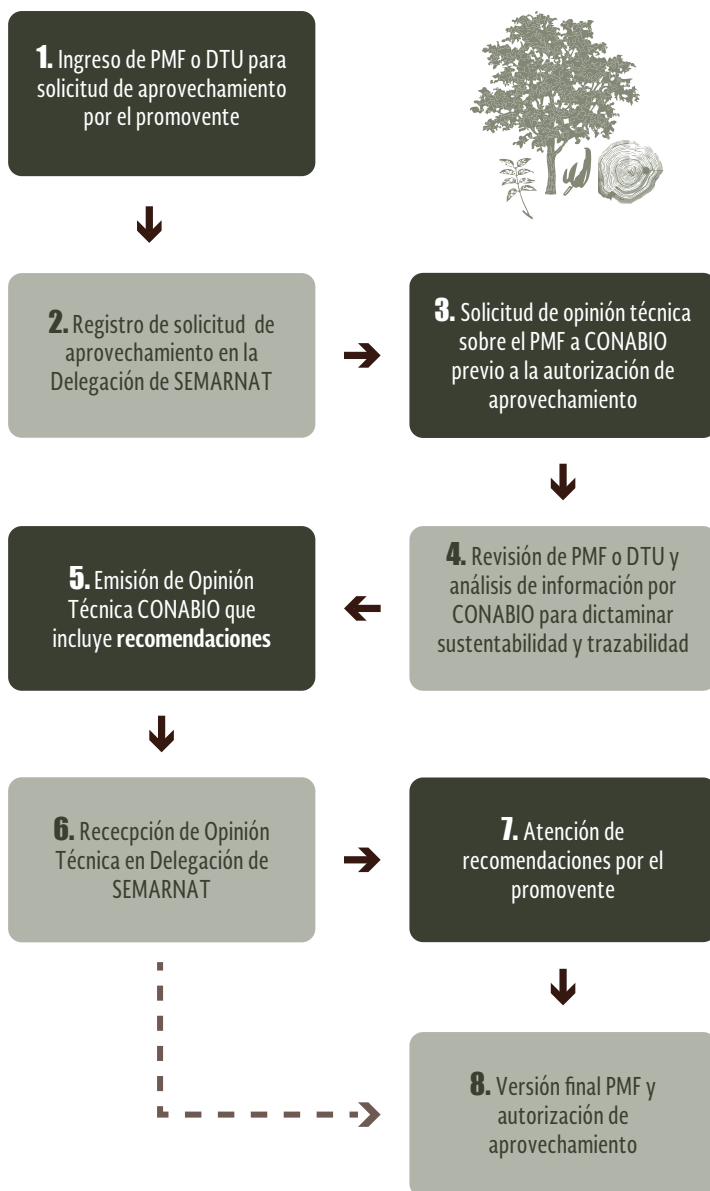 1. Ingreso de PMF o DTU para
solicitud de aprovechamiento
por el promovente
2. Registro de solicitud de
aprovechamiento en la
Delegación de SEMARNAT
3. Solicitud de opinión técnica
sobre el PMF a CONABIO
previo a la autorización de
aprovechamiento
4. Revisión de PMF o DTU y
análisis de información por
CONABIO para dictaminar
sustentabilidad y trazabilidad
5. Emisión de Opinión
Técnica CONABIO que
incluye recomendaciones
6. Rececpción de Opinión
Técnica en Delegación de
SEMARNAT
7. Atención de
recomendaciones por el
promovente
8. Versión final PMF y
autorización de
aprovechamiento